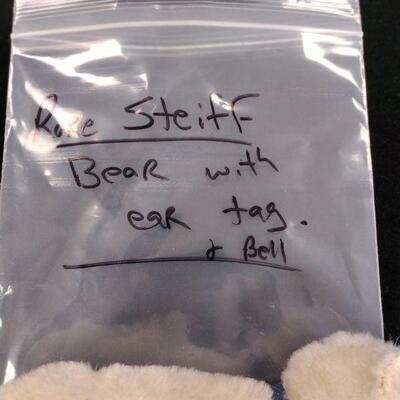 Rare Steiff
Bear with
ear tag.
& Bell